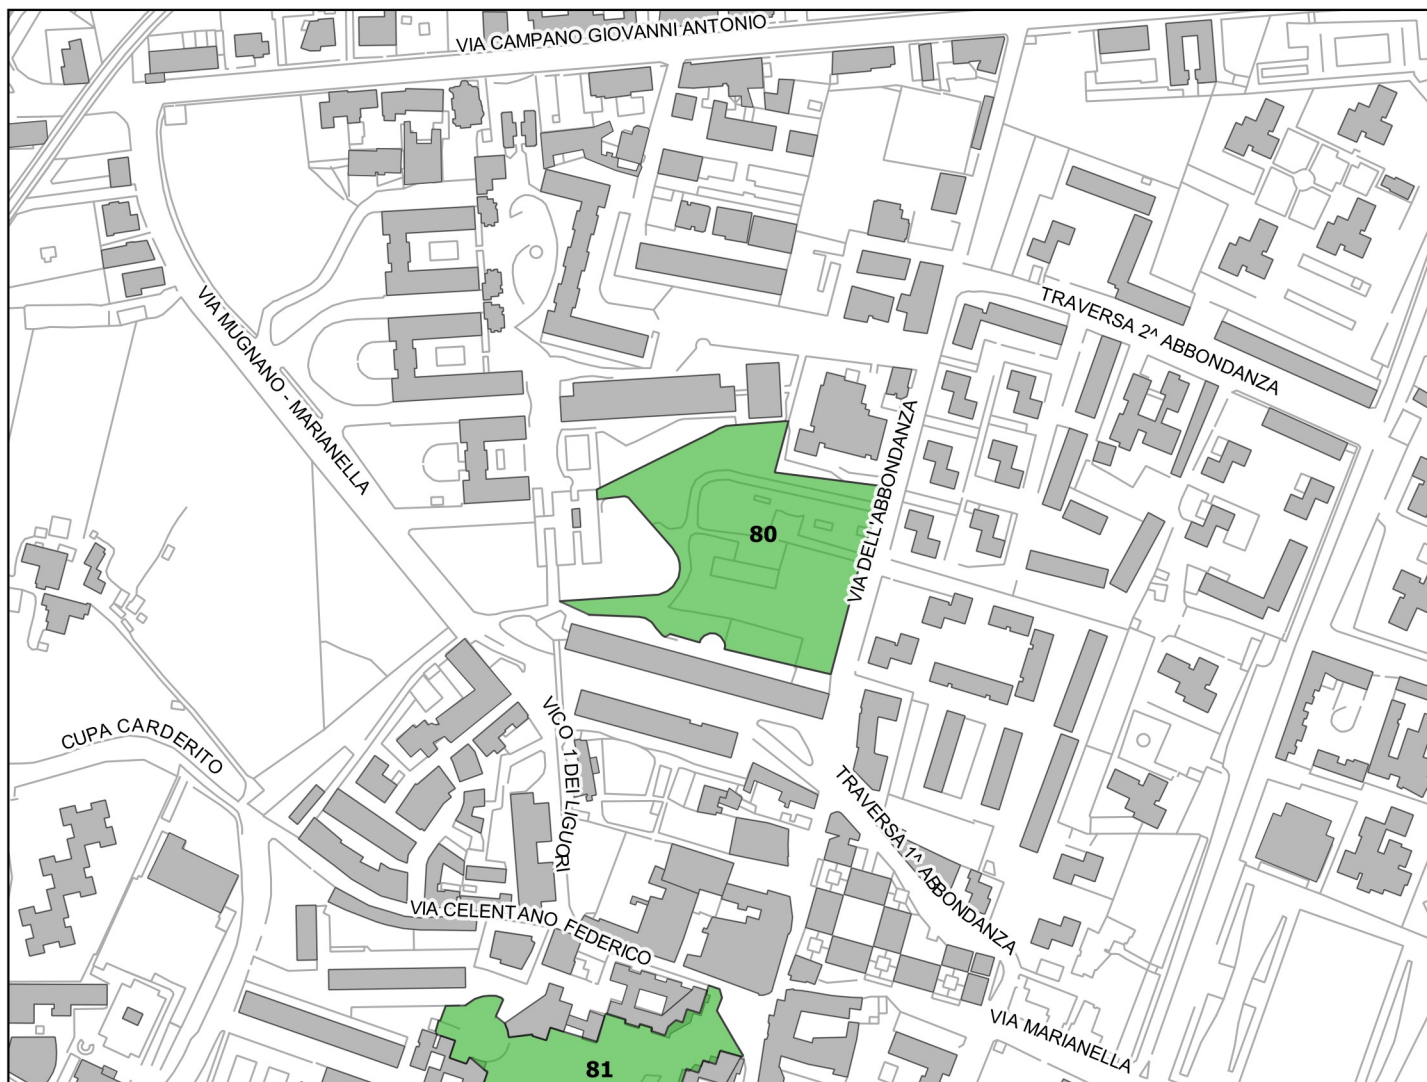 VIA CAMPANO GIOVANNI ANTONIO
VIA MUGNANO - MARIANELLA
TRAVERSA 2^ ABBONDANZA
VIA DELL'ABBONDANZA
80
CUPA CARDERITO
VICO 1 DEI LIGUORI
TRAVERSA 1^ ABBONDANZA
VIA CELENTANO FEDERICO
VIA MARIANELLA
81